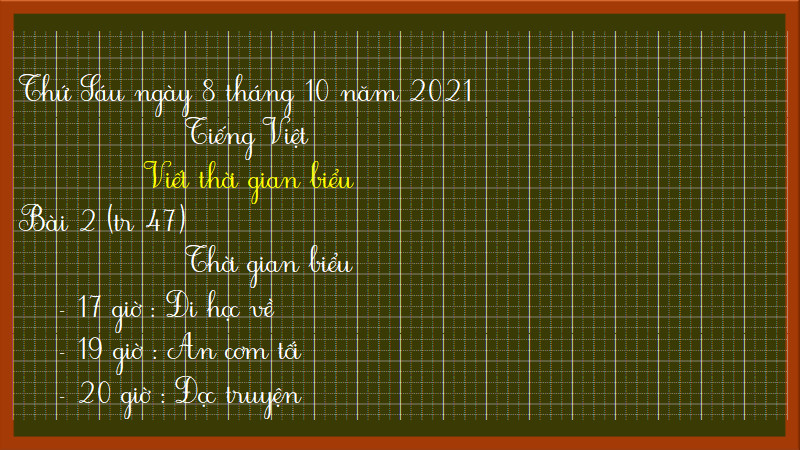 Thứ Sáu ngày 8 tháng 10 năm 2021
Tiếng Việt
Viết thời gian biểu
Bài 2 (tr 47)
Thời gian biểu
- 17 giờ : Đi học về
- 19 giờ : Ăn cơm tối
- 20 giờ : Đọc truyện